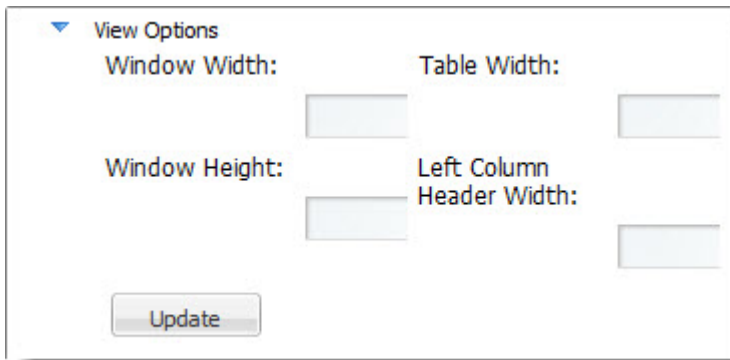 View Options
Window Width:
Table Width:
Window Height:
Left Column
Header Width:
Update